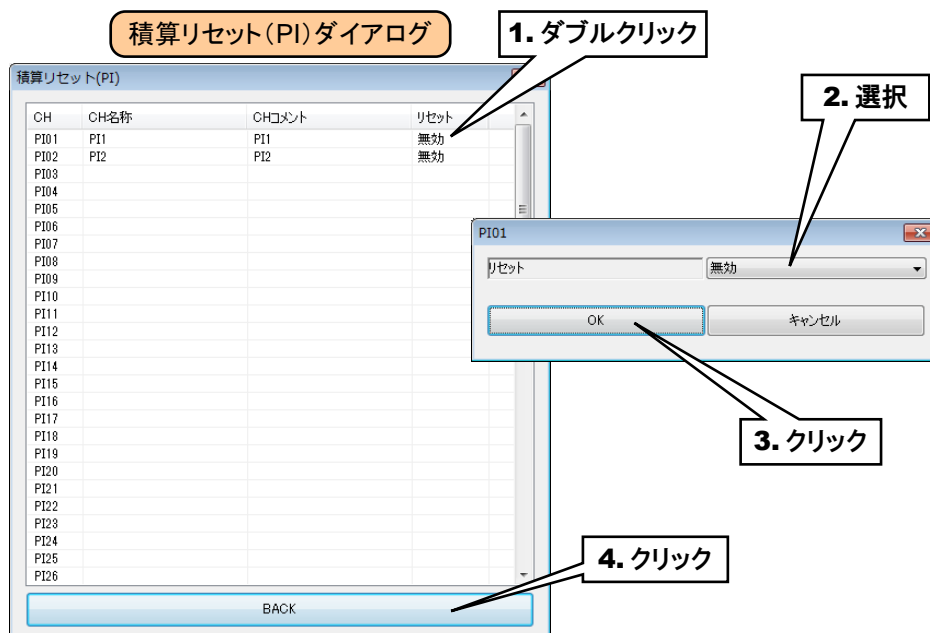 積算リセット(PI)ダイアログ
1. ダブルクリック
積算リセット(PI)
2. 選択
CH CH名称 CHコメント リセット
PI01 PI1 PI1 無効
PI02 PI2 PI2 無効
PI03
PI04
PI05
PI06
PI07
PI08
PI09
PI10
PI11
PI12
PI13
PI14
PI15
PI16
PI17
PI18
PI19
PI20
PI21
PI22
PI23
PI24
PI25
PI26
BACK
PI01
リセット 無効
OK キャンセル
3. クリック
4. クリック